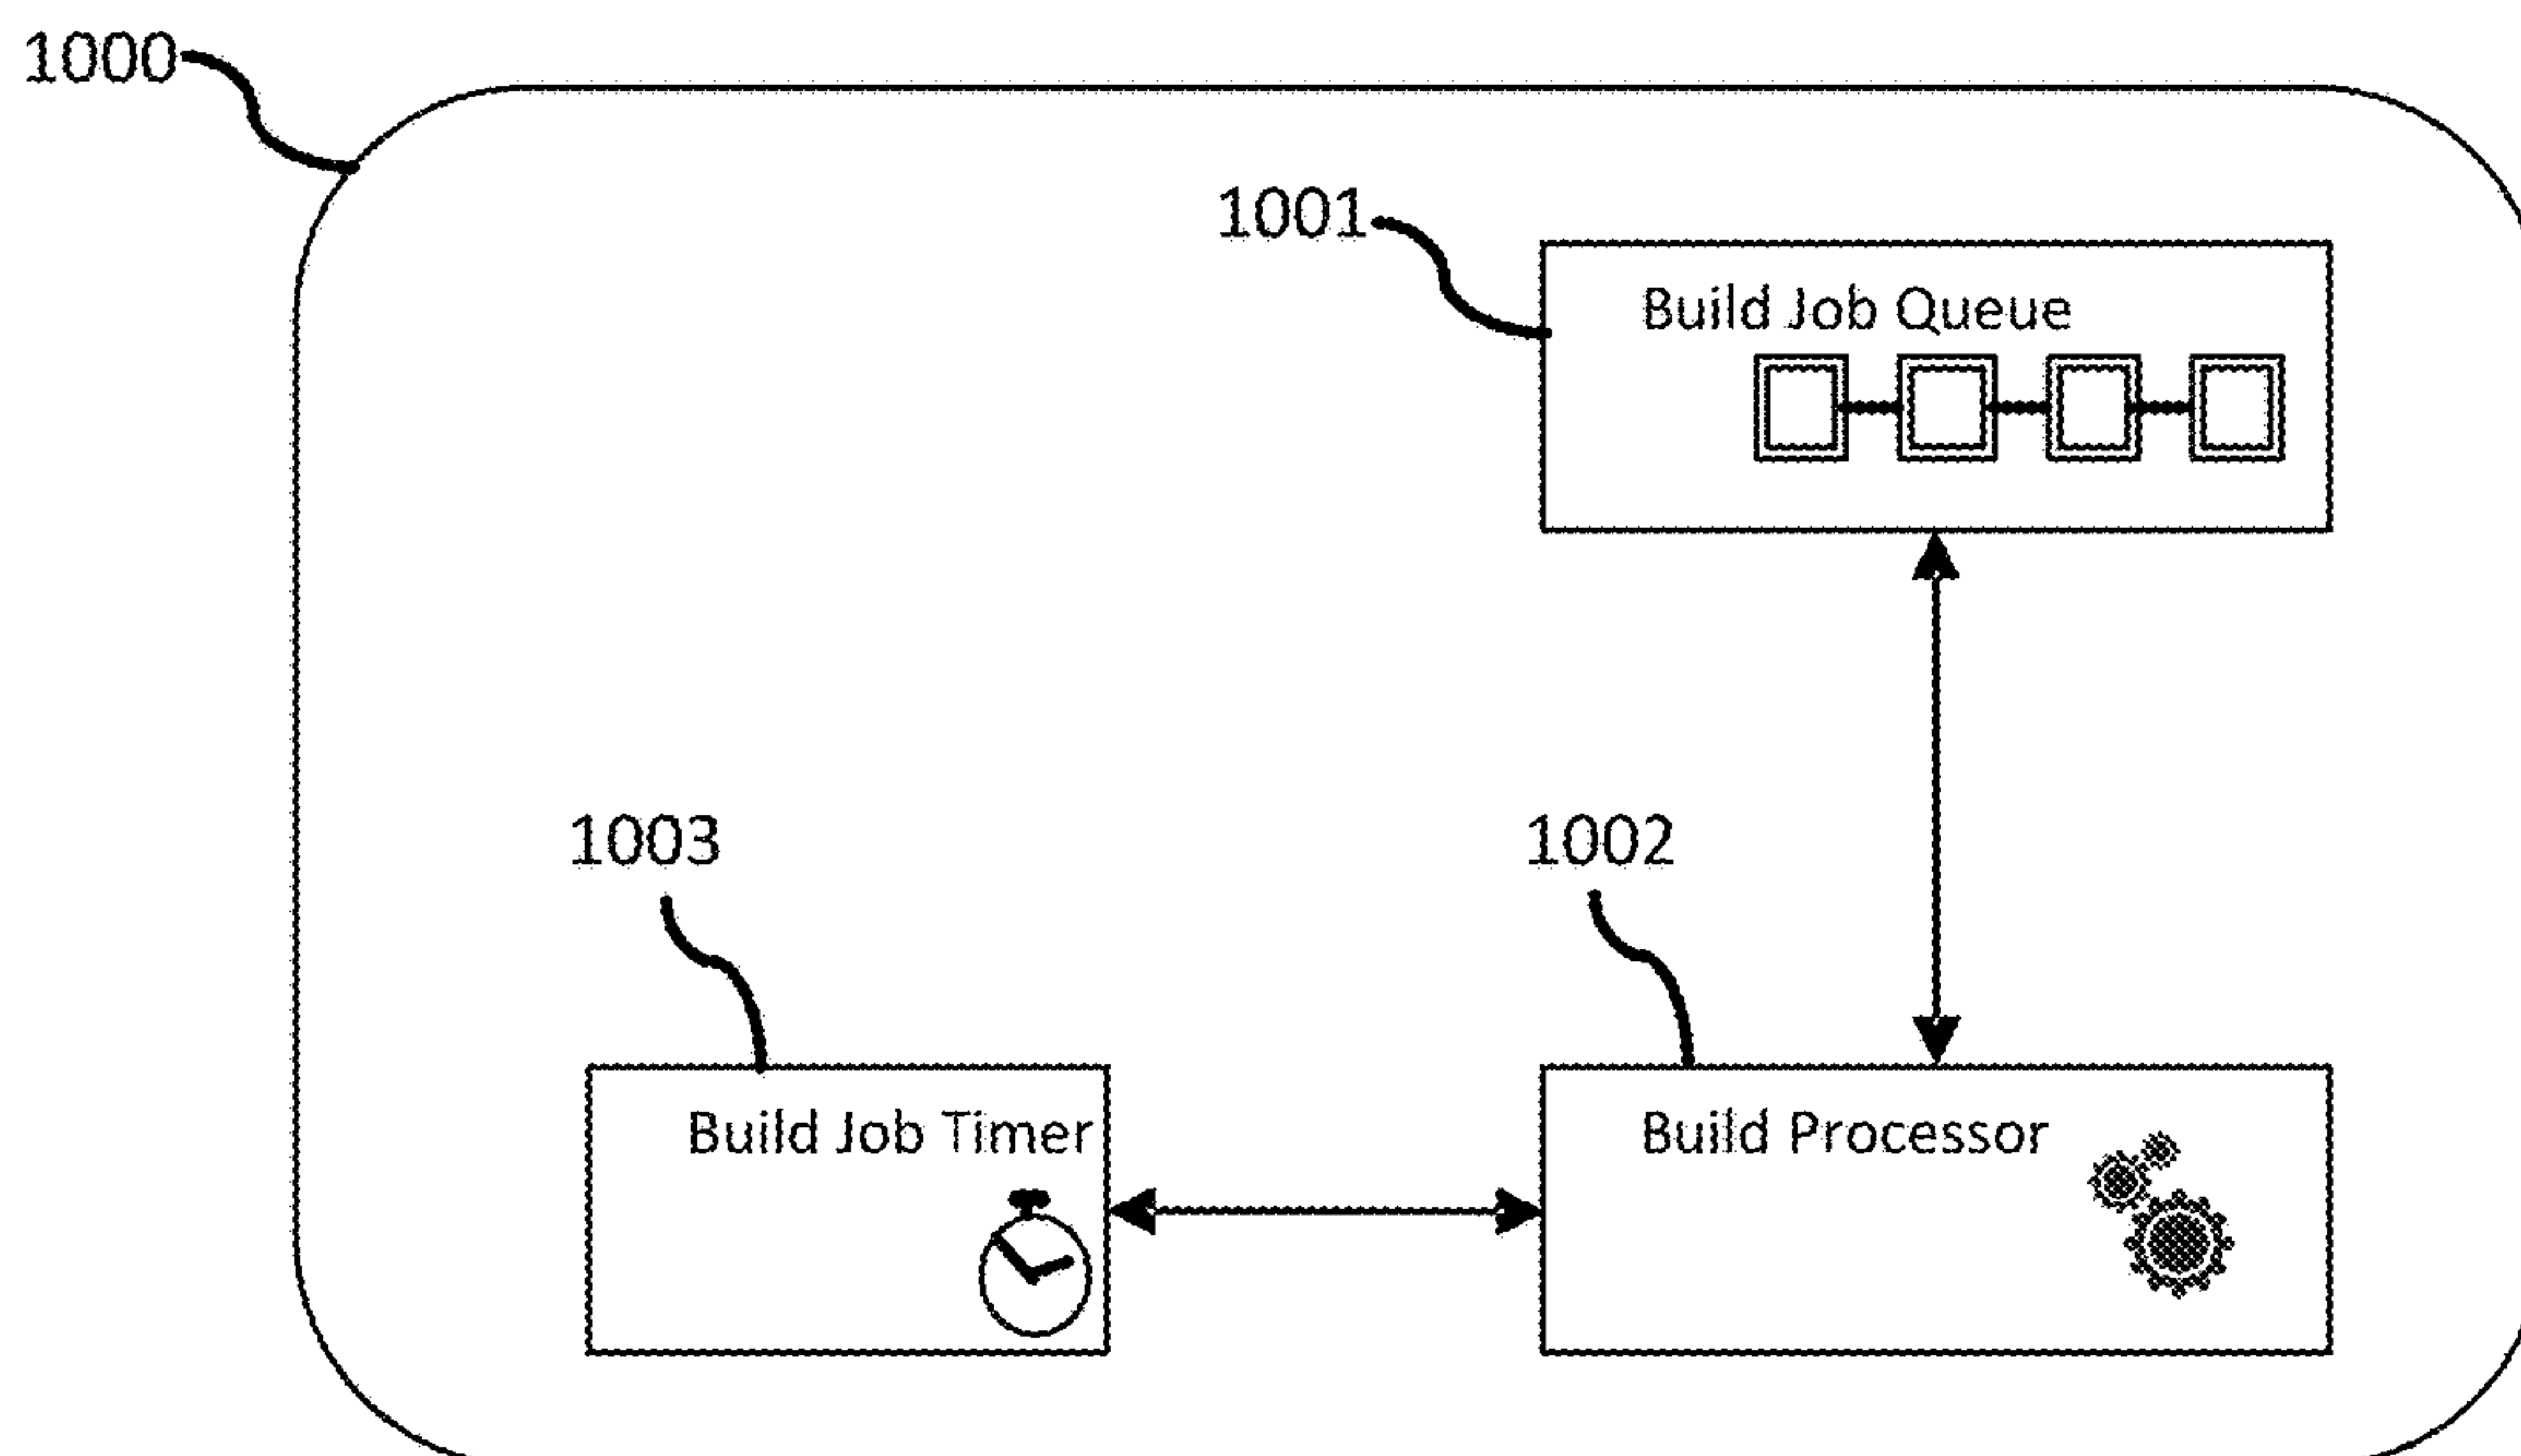 1000
1001
Build Job Queue
1003
1002
Build Job Timer
Build Processor